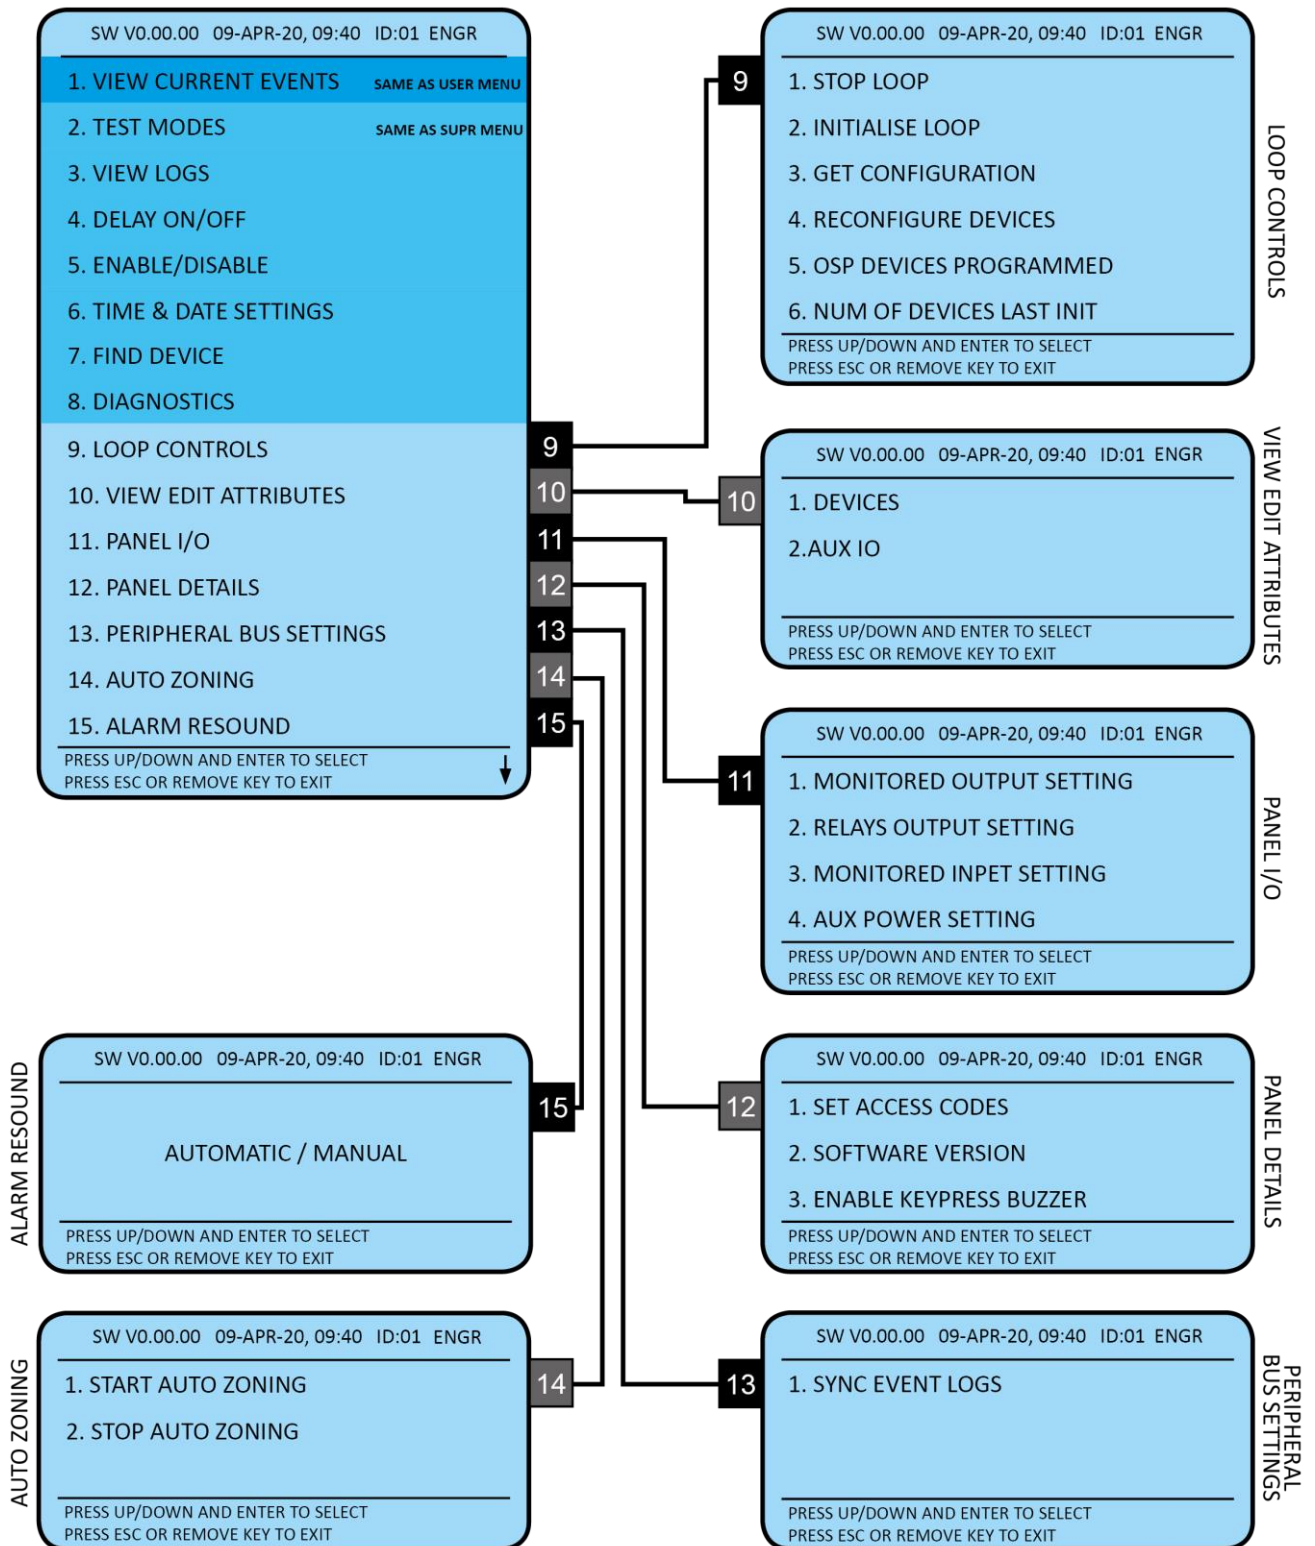 SW V0.00.00 09-APR-20, 09:40 ID:01 ENGR
1. VIEW CURRENT EVENTS SAME AS USER MENU
2. TEST MODES SAME AS SUPR MENU
3. VIEW LOGS
4. DELAY ON/OFF
5. ENABLE/DISABLE
6. TIME & DATE SETTINGS
7. FIND DEVICE
8. DIAGNOSTICS
9. LOOP CONTROLS 9
10. VIEW EDIT ATTRIBUTES 10
11. PANEL I/O 11
12. PANEL DETAILS 12
13. PERIPHERAL BUS SETTINGS 13
14. AUTO ZONING 14
15. ALARM RESOUND 15
PRESS UP/DOWN AND ENTER TO SELECT
PRESS ESC OR REMOVE KEY TO EXIT
SW V0.00.00 09-APR-20, 09:40 ID:01 ENGR
9 1. STOP LOOP
2. INITIALISE LOOP
3. GET CONFIGURATION
4. RECONFIGURE DEVICES
5. OSP DEVICES PROGRAMMED
6. NUM OF DEVICES LAST INIT
PRESS UP/DOWN AND ENTER TO SELECT
PRESS ESC OR REMOVE KEY TO EXIT
LOOP CONTROLS
SW V0.00.00 09-APR-20, 09:40 ID:01 ENGR
10 1. DEVICES
2.AUX IO
PRESS UP/DOWN AND ENTER TO SELECT
PRESS ESC OR REMOVE KEY TO EXIT
VIEW EDIT ATTRIBUTES
SW V0.00.00 09-APR-20, 09:40 ID:01 ENGR
11 1. MONITORED OUTPUT SETTING
2. RELAYS OUTPUT SETTING
3. MONITORED INPET SETTING
4. AUX POWER SETTING
PRESS UP/DOWN AND ENTER TO SELECT
PRESS ESC OR REMOVE KEY TO EXIT
PANEL I/O
ALARM RESOUND
SW V0.00.00 09-APR-20, 09:40 ID:01 ENGR
15
AUTOMATIC / MANUAL
PRESS UP/DOWN AND ENTER TO SELECT
PRESS ESC OR REMOVE KEY TO EXIT
SW V0.00.00 09-APR-20, 09:40 ID:01 ENGR
12 1. SET ACCESS CODES
2. SOFTWARE VERSION
3. ENABLE KEYPRESS BUZZER
PRESS UP/DOWN AND ENTER TO SELECT
PRESS ESC OR REMOVE KEY TO EXIT
PANEL DETAILS
AUTO ZONING
SW V0.00.00 09-APR-20, 09:40 ID:01 ENGR
1. START AUTO ZONING 14
2. STOP AUTO ZONING
PRESS UP/DOWN AND ENTER TO SELECT
PRESS ESC OR REMOVE KEY TO EXIT
SW V0.00.00 09-APR-20, 09:40 ID:01 ENGR
13 1. SYNC EVENT LOGS
PRESS UP/DOWN AND ENTER TO SELECT
PRESS ESC OR REMOVE KEY TO EXIT
PERIPHERAL
BUS SETTINGS